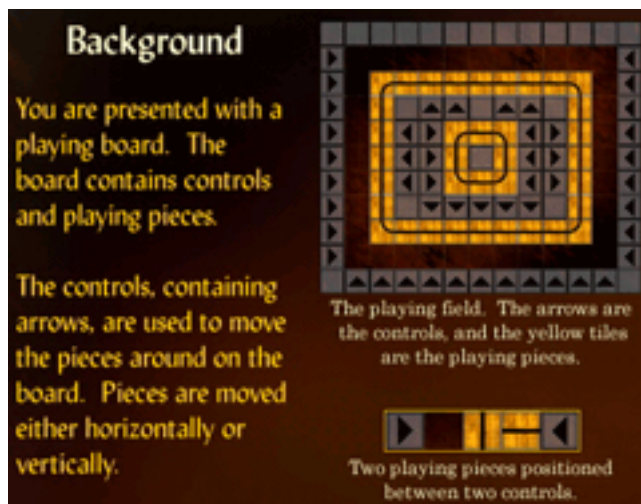 Background
You are presented with a
playing board. The
board contains controls
and playing pieces.
The controls, containing
arrows, are used to move
the pieces around on the
board. Pieces are moved
either horizontally or
vertically.
The playing field. The arrows are
the controls, and the yellow tiles
are the playing pieces.
Two playing pieces positioned
between two controls.